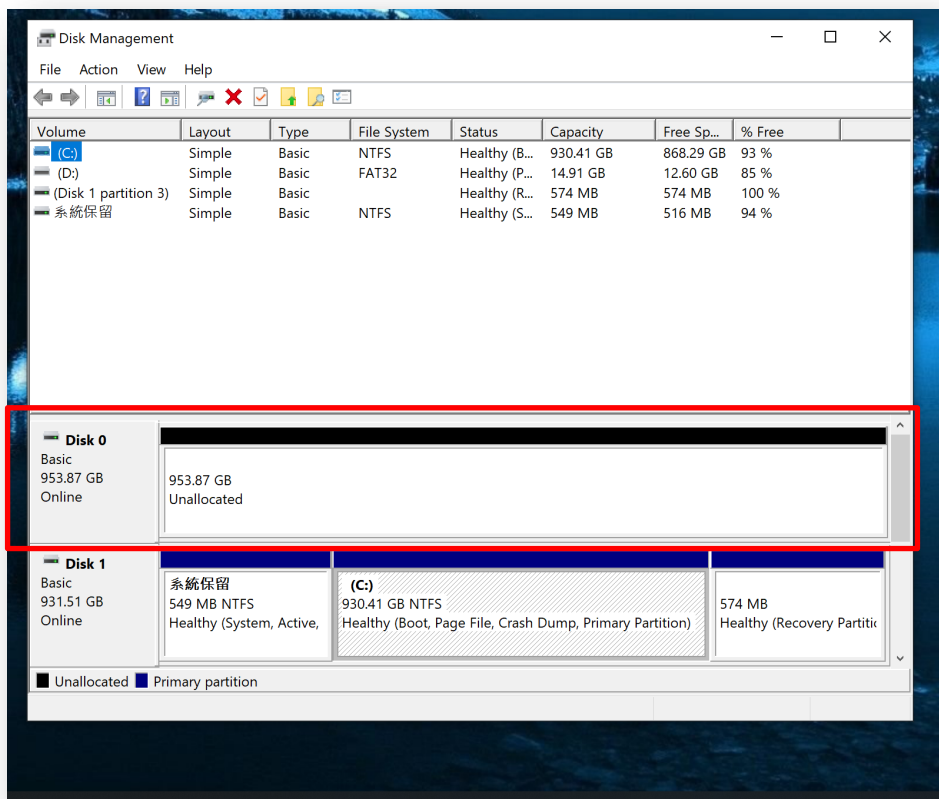 Disk Management
File Action View Help
Volume Layout Type File System Status Capacity Free Sp... % Free
(C:) Simple Basic NTFS Healthy (B... 930.41 GB 868.29 GB 93 %
(D:) Simple Basic FAT32 Healthy (P... 14.91 GB 12.60 GB 85 %
(Disk 1 partition 3) Simple Basic Healthy (R... 574 MB 574 MB 100 %
系統保留 Simple Basic NTFS Healthy (S... 549 MB 516 MB 94 %
Disk 0
Basic
953.87 GB
Online
953.87 GB
Unallocated
Disk 1
Basic
931.51 GB
Online
系統保留
549 MB NTFS
Healthy (System, Active,
(C:)
930.41 GB NTFS
Healthy (Boot, Page File, Crash Dump, Primary Partition)
574 MB
Healthy (Recovery Partitic
Unallocated Primary partition